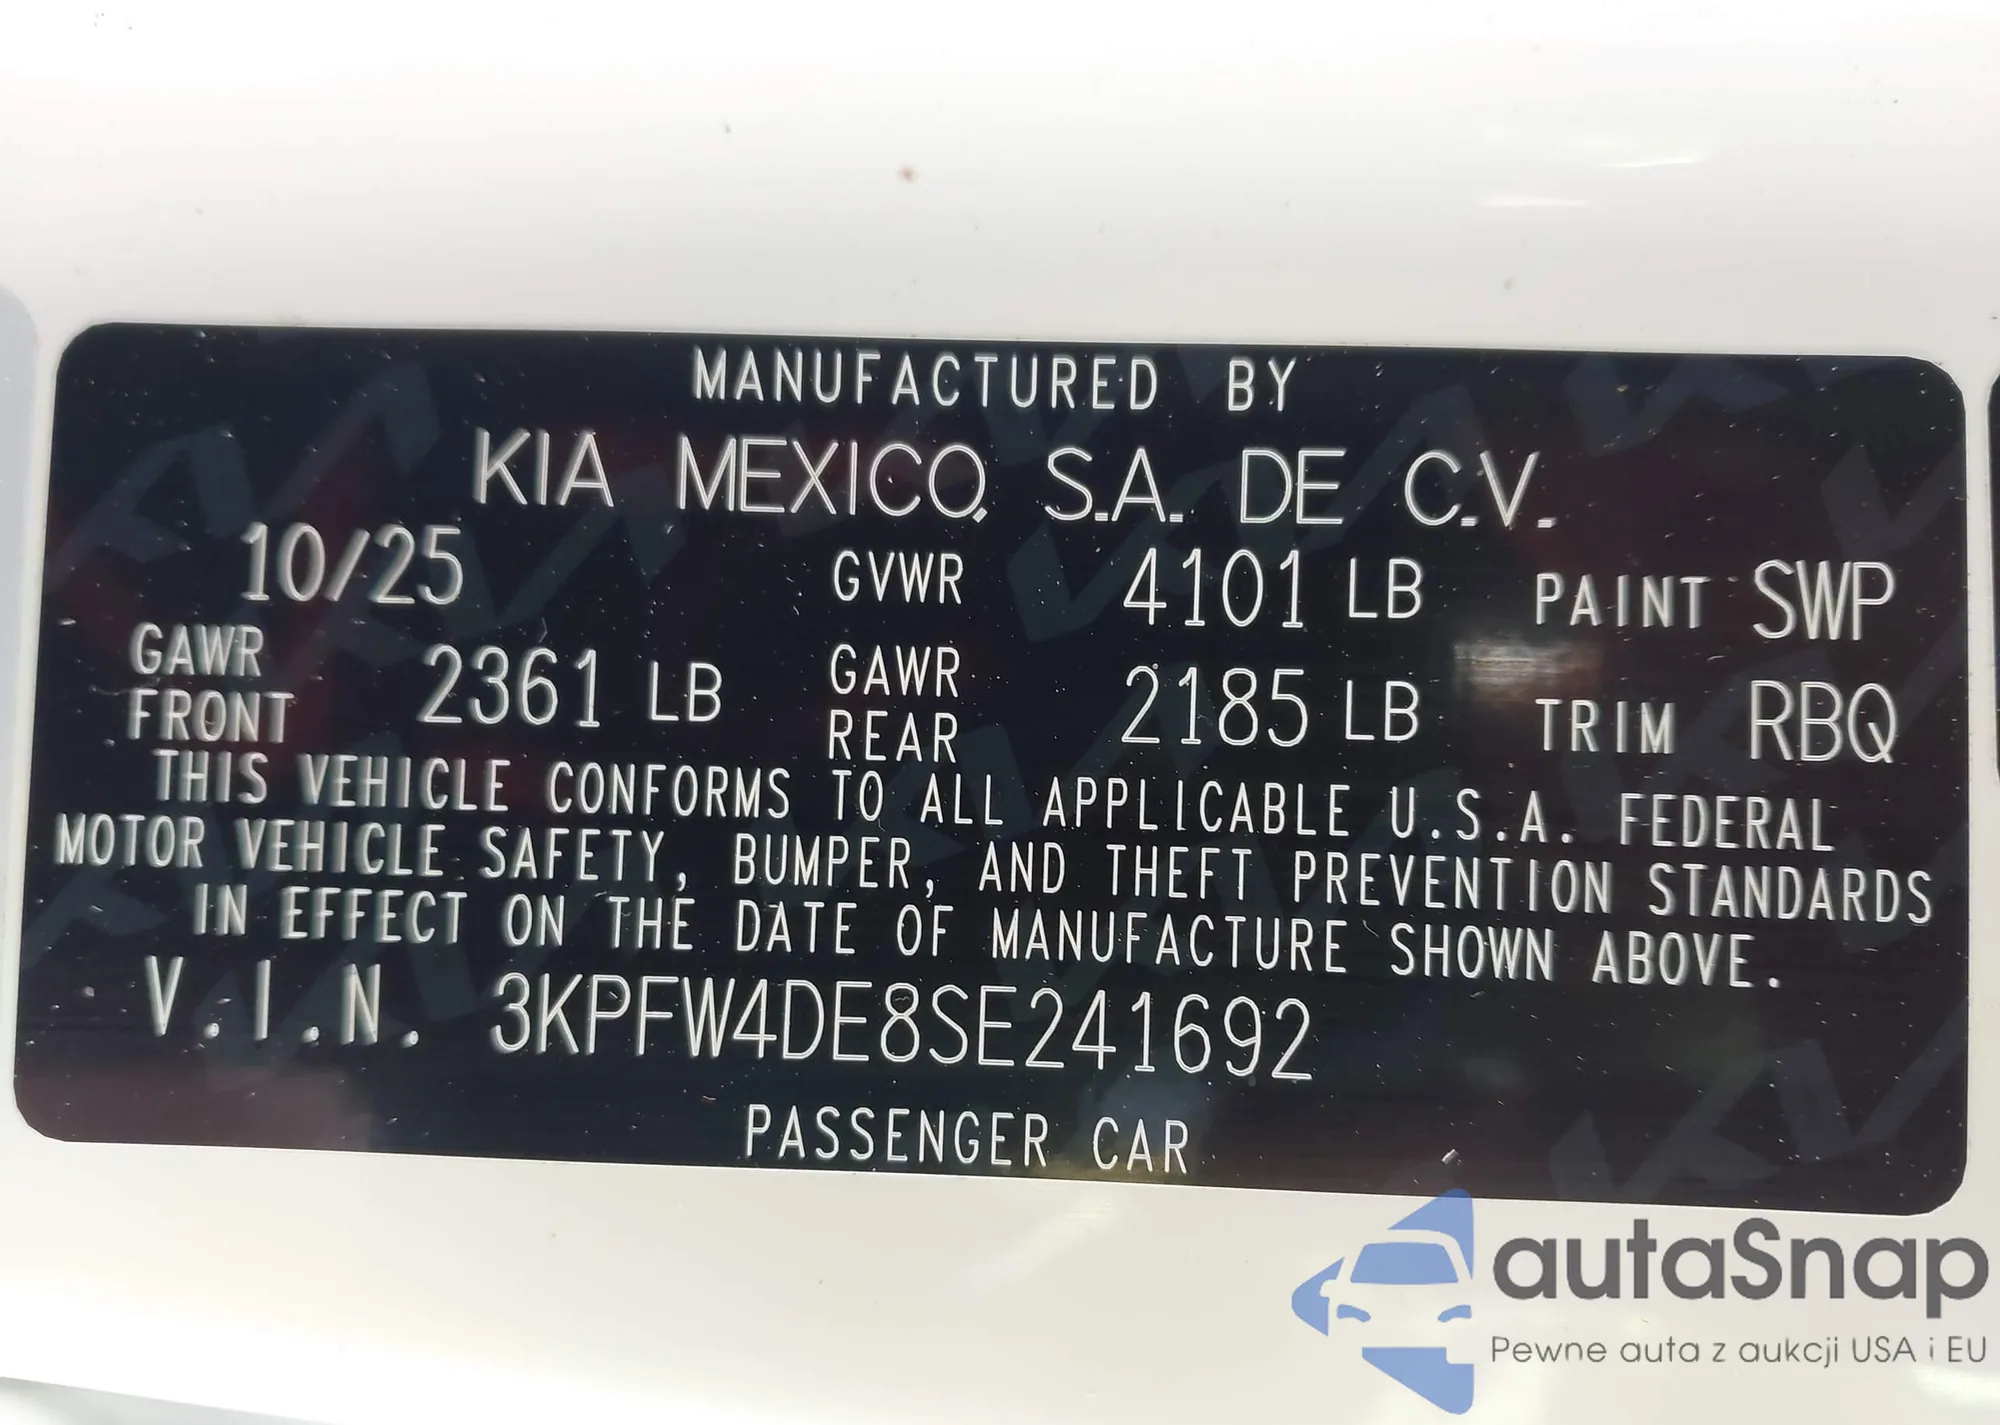 MANUFACTURED BY
KIA MEXICO, S.A. DE C.V.
10/25 GVWR 4101 LB PAINT SWP
GAWR FRONT 2361 LB GAWR REAR 2185 LB TRIM RBQ
THIS VEHICLE CONFORMS TO ALL APPLICABLE U.S.A. FEDERAL
MOTOR VEHICLE SAFETY, BUMPER, AND THEFT PREVENTION STANDARDS
IN EFFECT ON THE DATE OF MANUFACTURE SHOWN ABOVE.
V.I.N. 3KPFW4DE8SE241692
PASSENGER CAR
autaSnap
Pewne auta z aukcji USA i EU